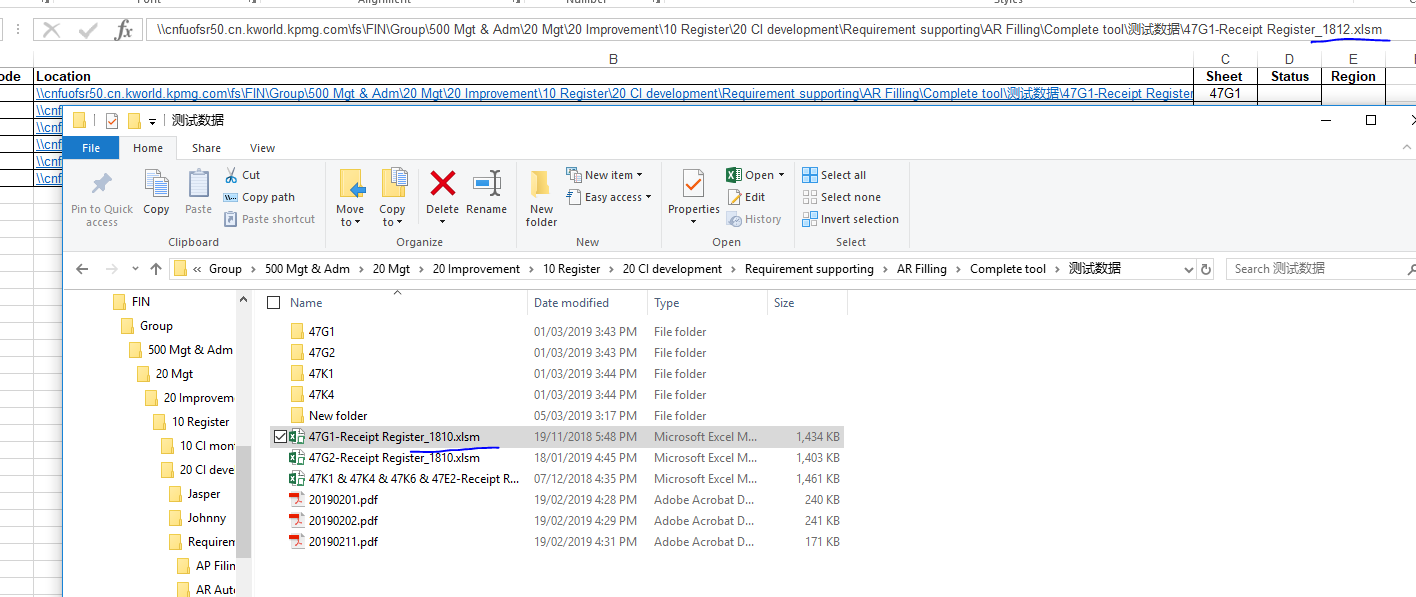 Font Alignment Number Styles
fx \\cnfuofsr50.cn.kworld.kpmg.com\fs\FIN\Group\500 Mgt & Adm\20 Mgt\20 Improvement\10 Register\20 CI development\Requirement supporting\AR Filling\Complete tool\测试数据\47G1-Receipt Register_1812.xlsm
B C D E
ode Location Sheet Status Region
\\cnfuofsr50.cn.kworld.kpmg.com\fs\FIN\Group\500 Mgt & Adm\20 Mgt\20 Improvement\10 Register\20 CI development\Requirement supporting\AR Filling\Complete tool\测试数据\47G1-Receipt Register 47G1
\\cnf
\\cnf
\\cnf
\\cnf
\\cnf
测试数据
File Home Share View
Pin to Quick access
Copy
Paste
Cut
Copy path
Paste shortcut
Clipboard
Move to
Copy to
Delete
Rename
Organize
New folder
New item
Easy access
New
Properties
Open
Edit
History
Open
Select all
Select none
Invert selection
Select
« Group > 500 Mgt & Adm > 20 Mgt > 20 Improvement > 10 Register > 20 CI development > Requirement supporting > AR Filling > Complete tool > 测试数据
Search 测试数据
FIN
Group
500 Mgt & Adm
20 Mgt
20 Improvem
10 Register
10 CI mon
20 CI deve
Jasper
Johnny
Requirem
AP Filin
AR Aut
Name Date modified Type Size
47G1 01/03/2019 3:43 PM File folder
47G2 01/03/2019 3:43 PM File folder
47K1 01/03/2019 3:44 PM File folder
47K4 01/03/2019 3:44 PM File folder
New folder 05/03/2019 3:17 PM File folder
47G1-Receipt Register_1810.xlsm 19/11/2018 5:48 PM Microsoft Excel M... 1,434 KB
47G2-Receipt Register_1810.xlsm 18/01/2019 4:45 PM Microsoft Excel M... 1,403 KB
47K1 & 47K4 & 47K6 & 47E2-Receipt R... 07/12/2018 4:35 PM Microsoft Excel M... 1,461 KB
20190201.pdf 19/02/2019 4:28 PM Adobe Acrobat D... 240 KB
20190202.pdf 19/02/2019 4:29 PM Adobe Acrobat D... 241 KB
20190211.pdf 19/02/2019 4:31 PM Adobe Acrobat D... 171 KB